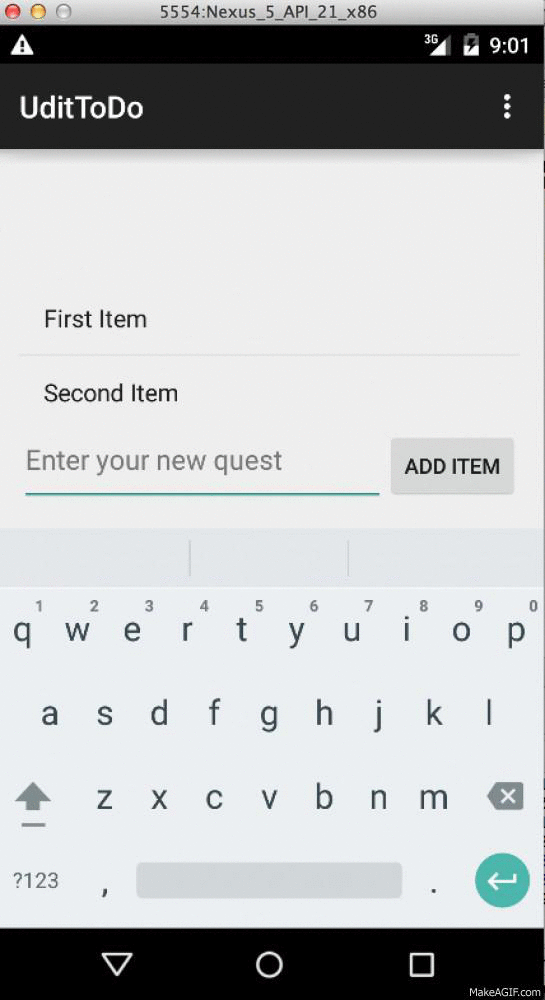 5554:Nexus_5_API_21_x86
3G 9:01
UditToDo
First Item
Second Item
Enter your new quest
ADD ITEM
1 2 3 4 5 6 7 8 9 0
q w e r t y u i o p
a s d f g h j k l
z x c v b n m
?123 , .
MakeAGIF.com